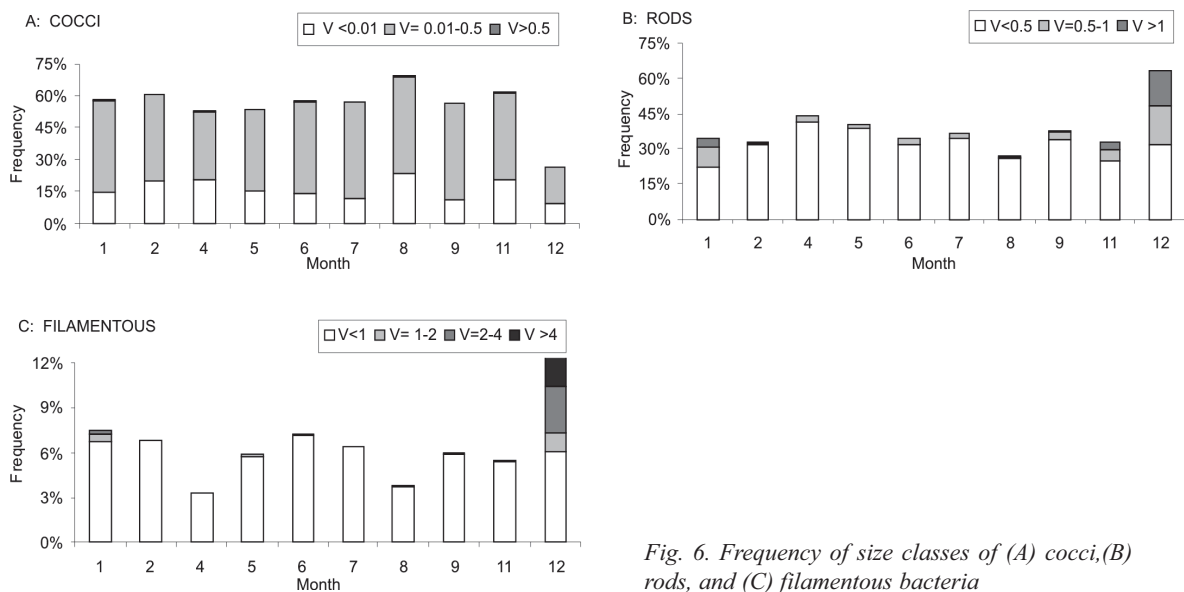 A: COCCI
V <0.01 V= 0.01-0.5 V>0.5
75%
60%
45%
30%
15%
0%
Frequency
1 2 4 5 6 7 8 9 11 12
Month
B: RODS
V<0.5 V=0.5-1 V >1
75%
60%
45%
30%
15%
0%
Frequency
1 2 4 5 6 7 8 9 11 12
Month
C: FILAMENTOUS
V<1 V= 1-2 V=2-4 V >4
12%
9%
6%
3%
0%
Frequency
1 2 4 5 6 7 8 9 11 12
Month
Fig. 6. Frequency of size classes of (A) cocci,(B)
rods, and (C) filamentous bacteria